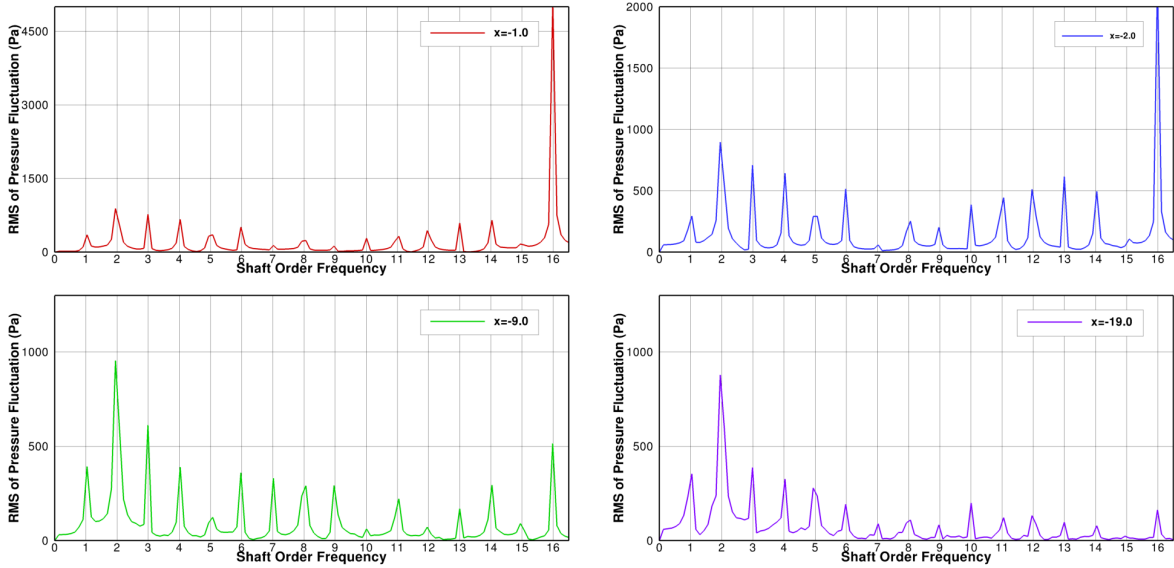 RMS of Pressure Fluctuation (Pa)
4500
3000
1500
0
x=-1.0
0 1 2 3 4 5 6 7 8 9 10 11 12 13 14 15 16
Shaft Order Frequency
RMS of Pressure Fluctuation (Pa)
2000
1500
1000
500
0
x=-2.0
0 1 2 3 4 5 6 7 8 9 10 11 12 13 14 15 16
Shaft Order Frequency
RMS of Pressure Fluctuation (Pa)
1000
500
0
x=-9.0
0 1 2 3 4 5 6 7 8 9 10 11 12 13 14 15 16
Shaft Order Frequency
RMS of Pressure Fluctuation (Pa)
1000
500
0
x=-19.0
0 1 2 3 4 5 6 7 8 9 10 11 12 13 14 15 16
Shaft Order Frequency